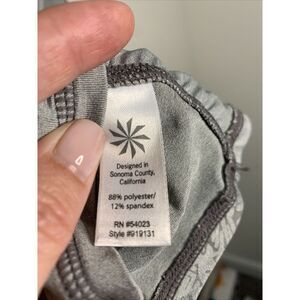 Designed in
Sonoma County,
California
88% polyester/
12% spandex
RN #54023
Style #919131